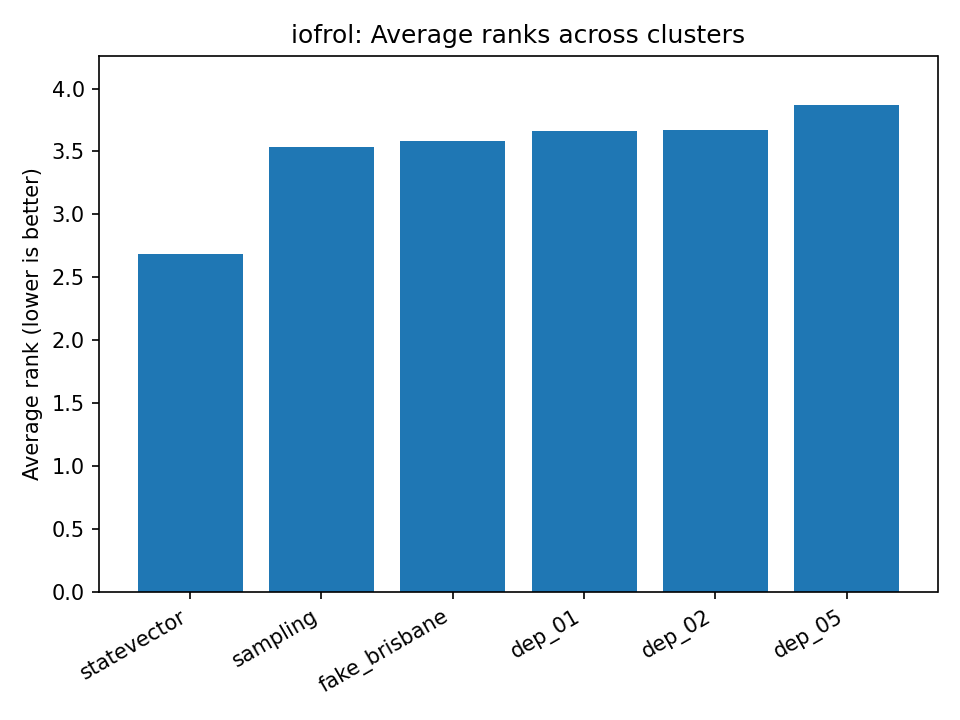 iofrol: Average ranks across clusters
Average rank (lower is better)
4.0
3.5
3.0
2.5
2.0
1.5
1.0
0.5
0.0
statevector
sampling
fake_brisbane
dep_01
dep_02
dep_05